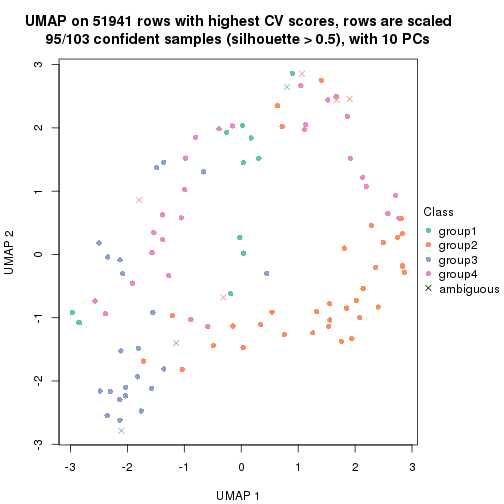 UMAP on 51941 rows with highest CV scores, rows are scaled
95/103 confident samples (silhouette > 0.5), with 10 PCs
3
2
1
0
-1
-2
-3
UMAP 2
-3 -2 -1 0 1 2 3
UMAP 1
Class
group1
group2
group3
group4
ambiguous